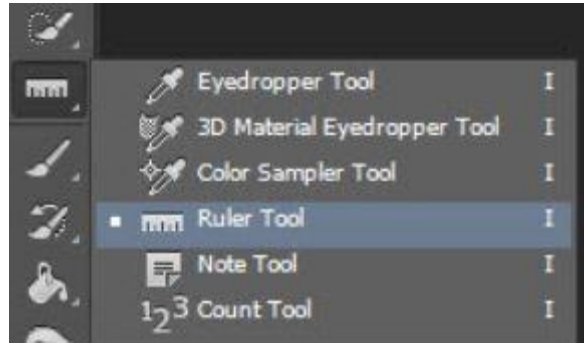 Eyedropper Tool I
3D Material Eyedropper Tool I
Color Sampler Tool I
Ruler Tool I
Note Tool I
123 Count Tool I